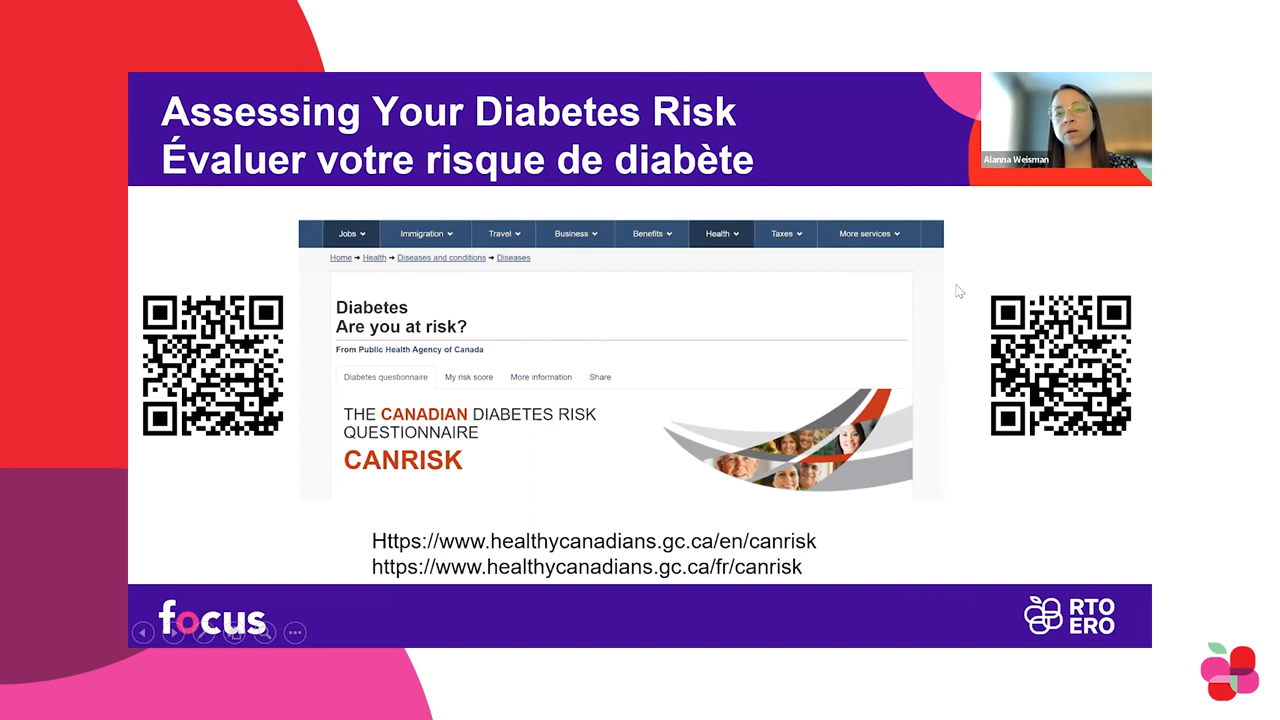 Assessing Your Diabetes Risk
Évaluer votre risque de diabète
Alanna Weisman
Jobs Immigration Travel Business Benefits Health Taxes More services
Home ➔ Health ➔ Diseases and conditions ➔ Diseases
Diabetes
Are you at risk?
From Public Health Agency of Canada
Diabetes questionnaire My risk score More information Share
THE CANADIAN DIABETES RISK
QUESTIONNAIRE
CANRISK
Https://www.healthycanadians.gc.ca/en/canrisk
https://www.healthycanadians.gc.ca/fr/canrisk
focus
RTO
ERO